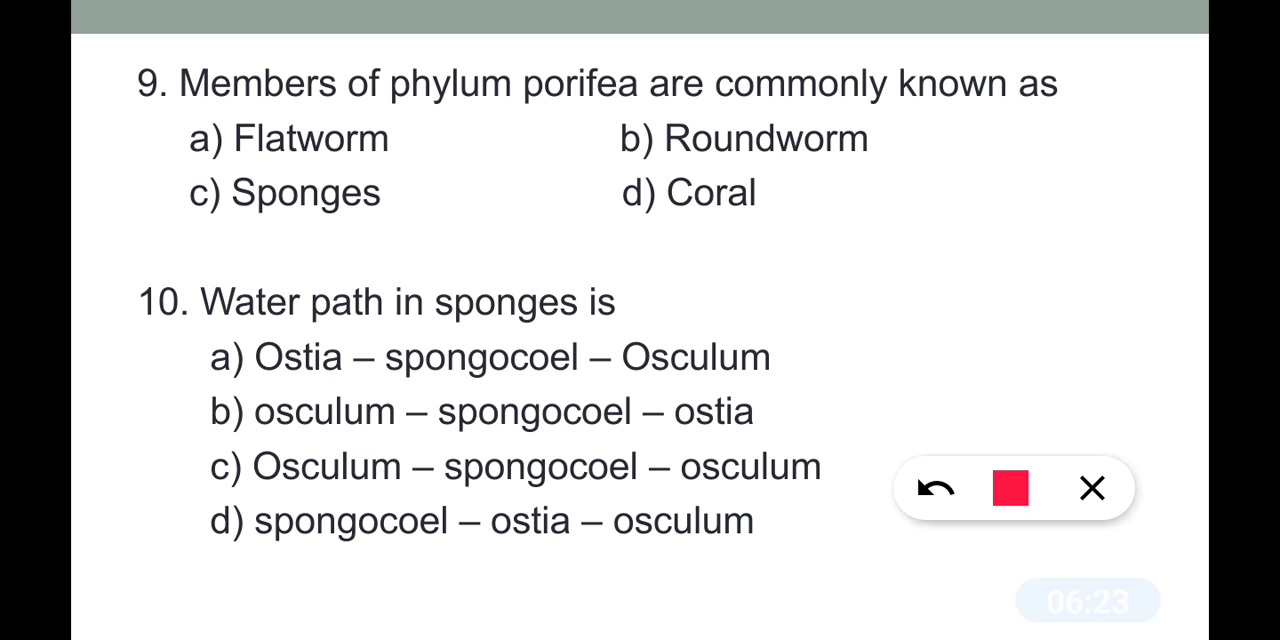 9. Members of phylum porifea are commonly known as
a) Flatworm b) Roundworm
c) Sponges d) Coral
10. Water path in sponges is
a) Ostia – spongocoel – Osculum
b) osculum – spongocoel – ostia
c) Osculum – spongocoel – osculum
d) spongocoel – ostia – osculum
06:23